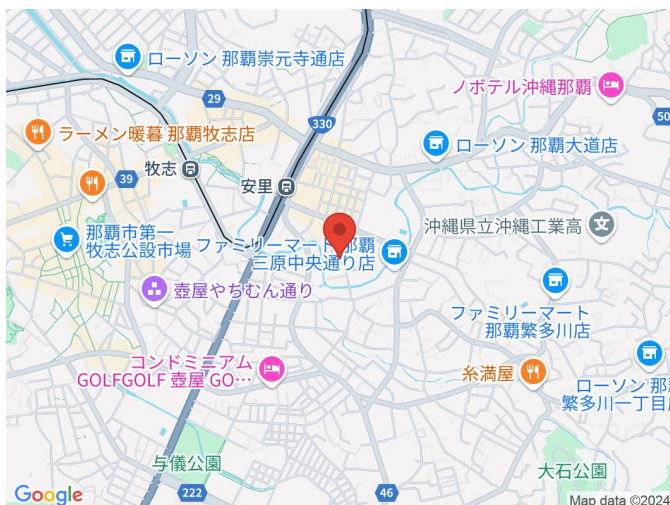 ローソン 那覇崇元寺通店
29
330
ノボテル沖縄那覇
50
ラーメン暖暮 那覇牧志店
ローソン 那覇大道店
牧志
39
安里
那覇市第一
牧志公設市場
ファミリーマート 那覇
三原中央通り店
沖縄県立沖縄工業高
壺屋やちむん通り
ファミリーマート
那覇繁多川店
コンドミニアム
GOLFGOLF 壺屋 GO…
糸満屋
ローソン 那覇
繁多川一丁目店
与儀公園
大石公園
222
46
Google
Map data ©2024